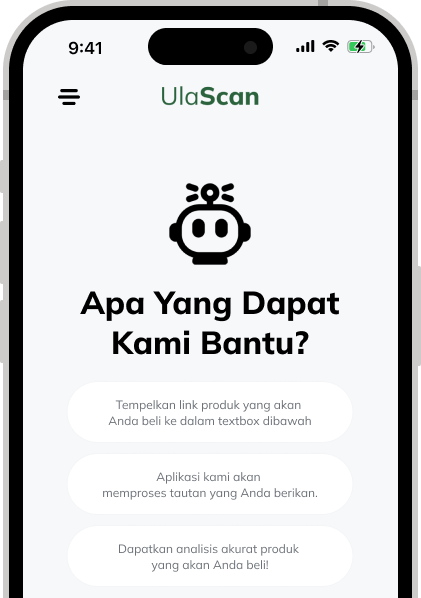 9:41
UlaScan
Apa Yang Dapat
Kami Bantu?
Tempelkan link produk yang akan
Anda beli ke dalam textbox dibawah
Aplikasi kami akan
memproses tautan yang Anda berikan.
Dapatkan analisis akurat produk
yang akan Anda beli!